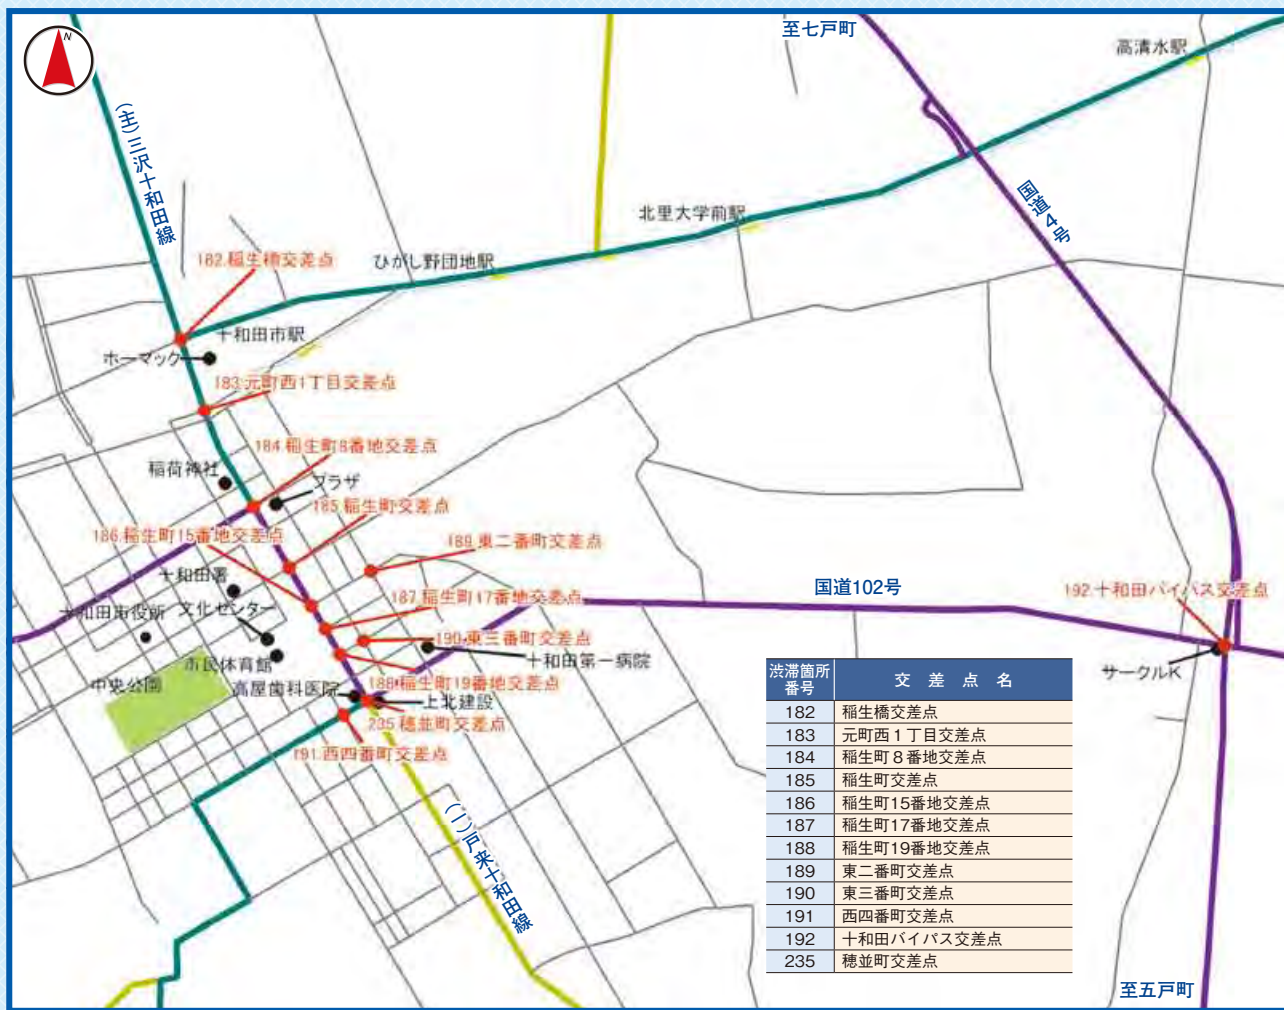 N
至七戸町
高清水駅
(主)三沢十和田線
国道4号
北里大学前駅
182.稲生橋交差点
ひがし野団地駅
十和田市駅
ホーマック
183.元町西1丁目交差点
184.稲生町8番地交差点
稲荷神社
プラザ
185.稲生町交差点
186.稲生町15番地交差点
189.東二番町交差点
十和田署
国道102号
192.十和田バイパス交差点
187.稲生町17番地交差点
十和田市役所
文化センター
190.東三番町交差点
市民体育館
十和田第一病院
サークルK
中央公園
188.稲生町19番地交差点
高屋歯科医院
上北建設
235.穂並町交差点
191.西四番町交差点
(一)戸来十和田線
渋滞箇所番号 交差点名
182 稲生橋交差点
183 元町西1丁目交差点
184 稲生町8番地交差点
185 稲生町交差点
186 稲生町15番地交差点
187 稲生町17番地交差点
188 稲生町19番地交差点
189 東二番町交差点
190 東三番町交差点
191 西四番町交差点
192 十和田バイパス交差点
235 穂並町交差点
至五戸町